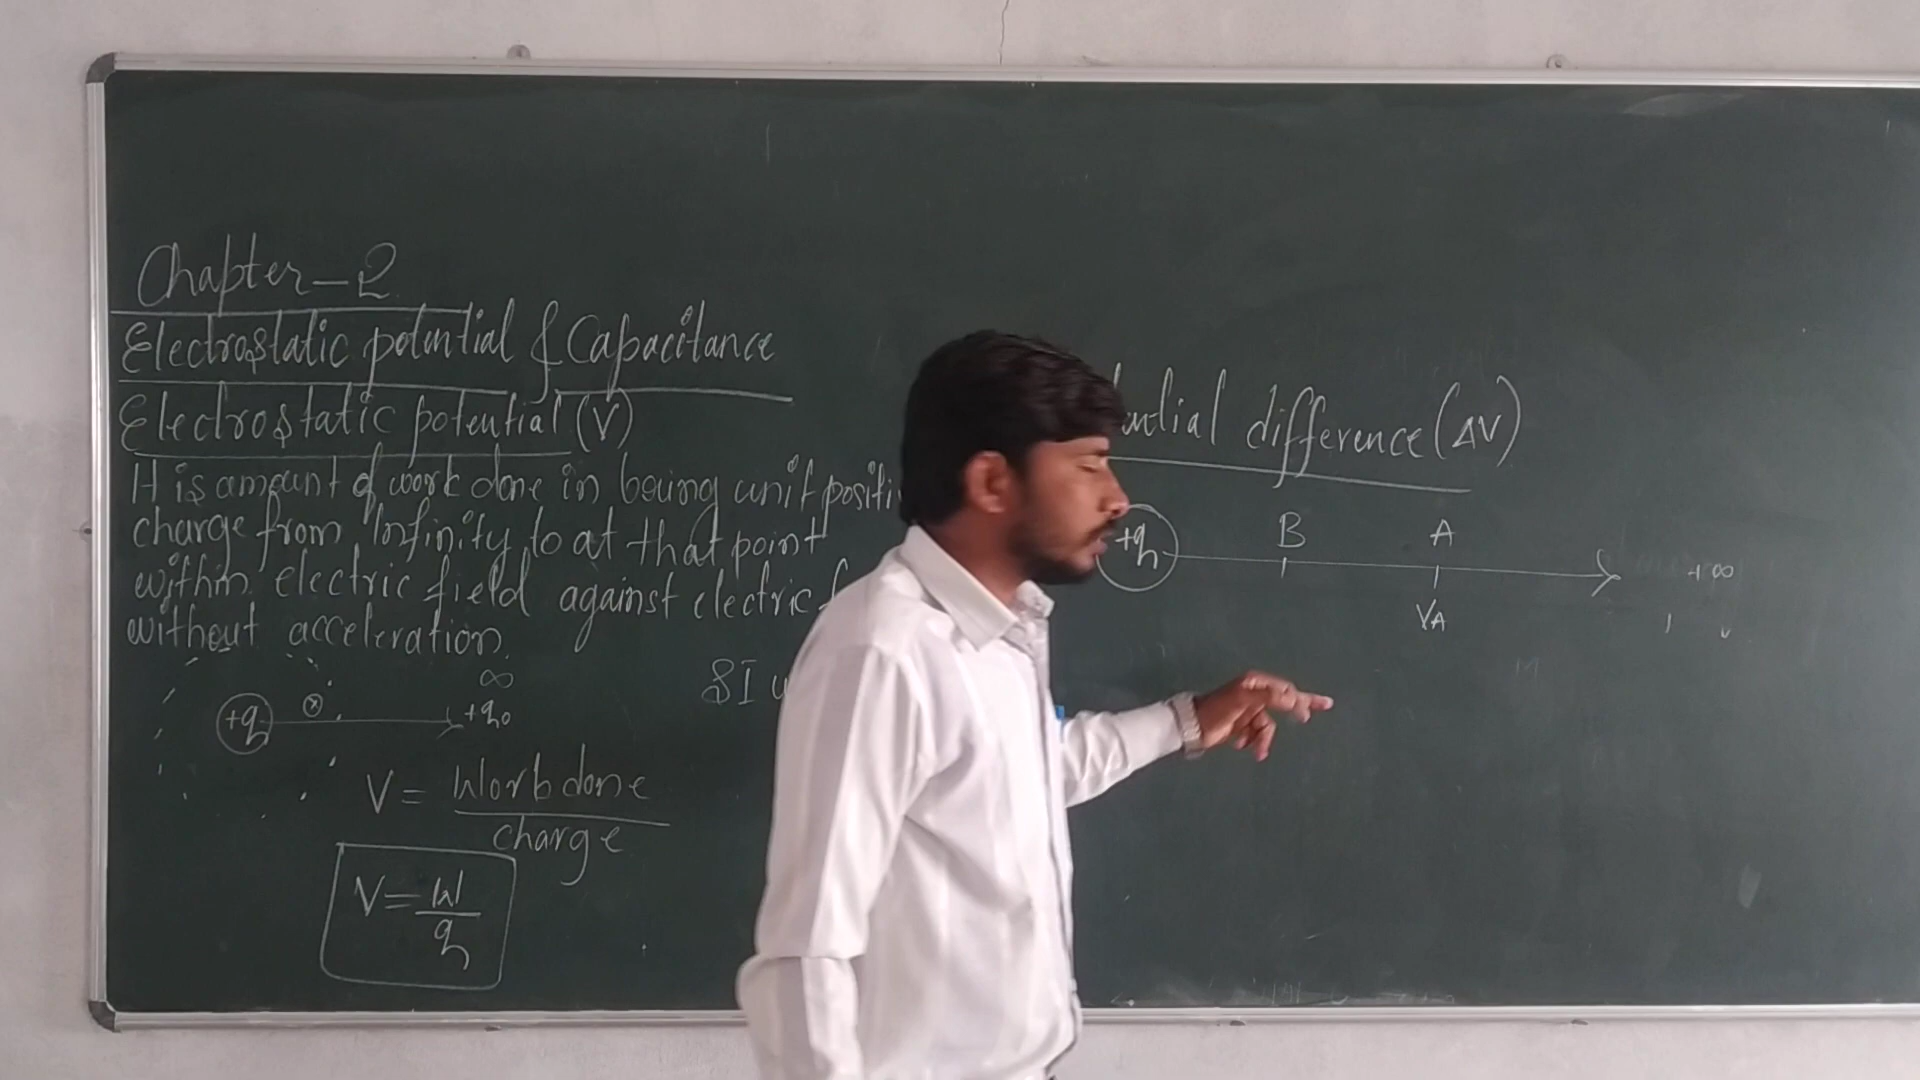 Chapter-2
Electrostatic potential & Capacitance
Electrostatic potential (V)
It is amount of work done in being unit positi
charge from Infinity to at that point
within electric field against electric f
without acceleration.
∞
+q ⊗ +q0
SI u
V = Work done
charge
V = W
q
ntial difference (ΔV)
+q B A +∞
VA